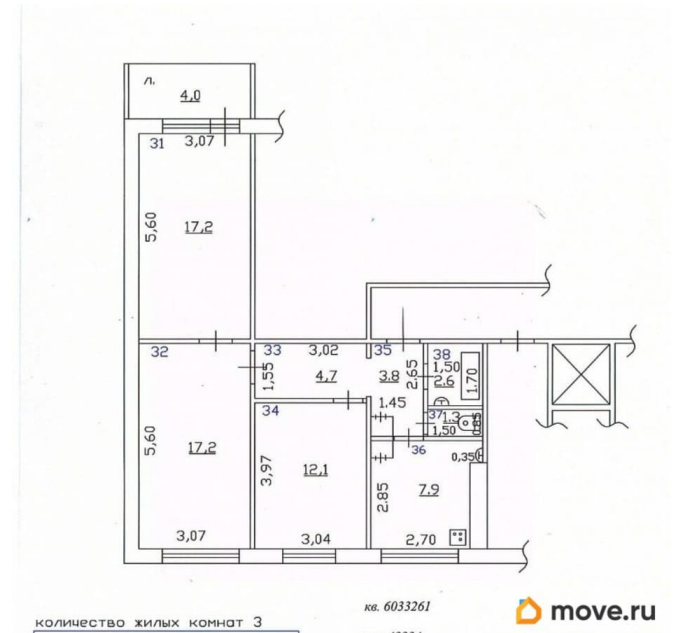 л.
4,0
31 3,07
5,60
17,2
32 33 3,02 35 38
1,55 4,7 3,8 2,65 1,50
2,6 1,70
34 1.45 37 1.3
1,50 0,85
36
5,60 17,2 3,97 12,1 2,85 7.9 0,35
3,07 3,04 2,70
кв. 6033261
количество жилых комнат 3
move.ru